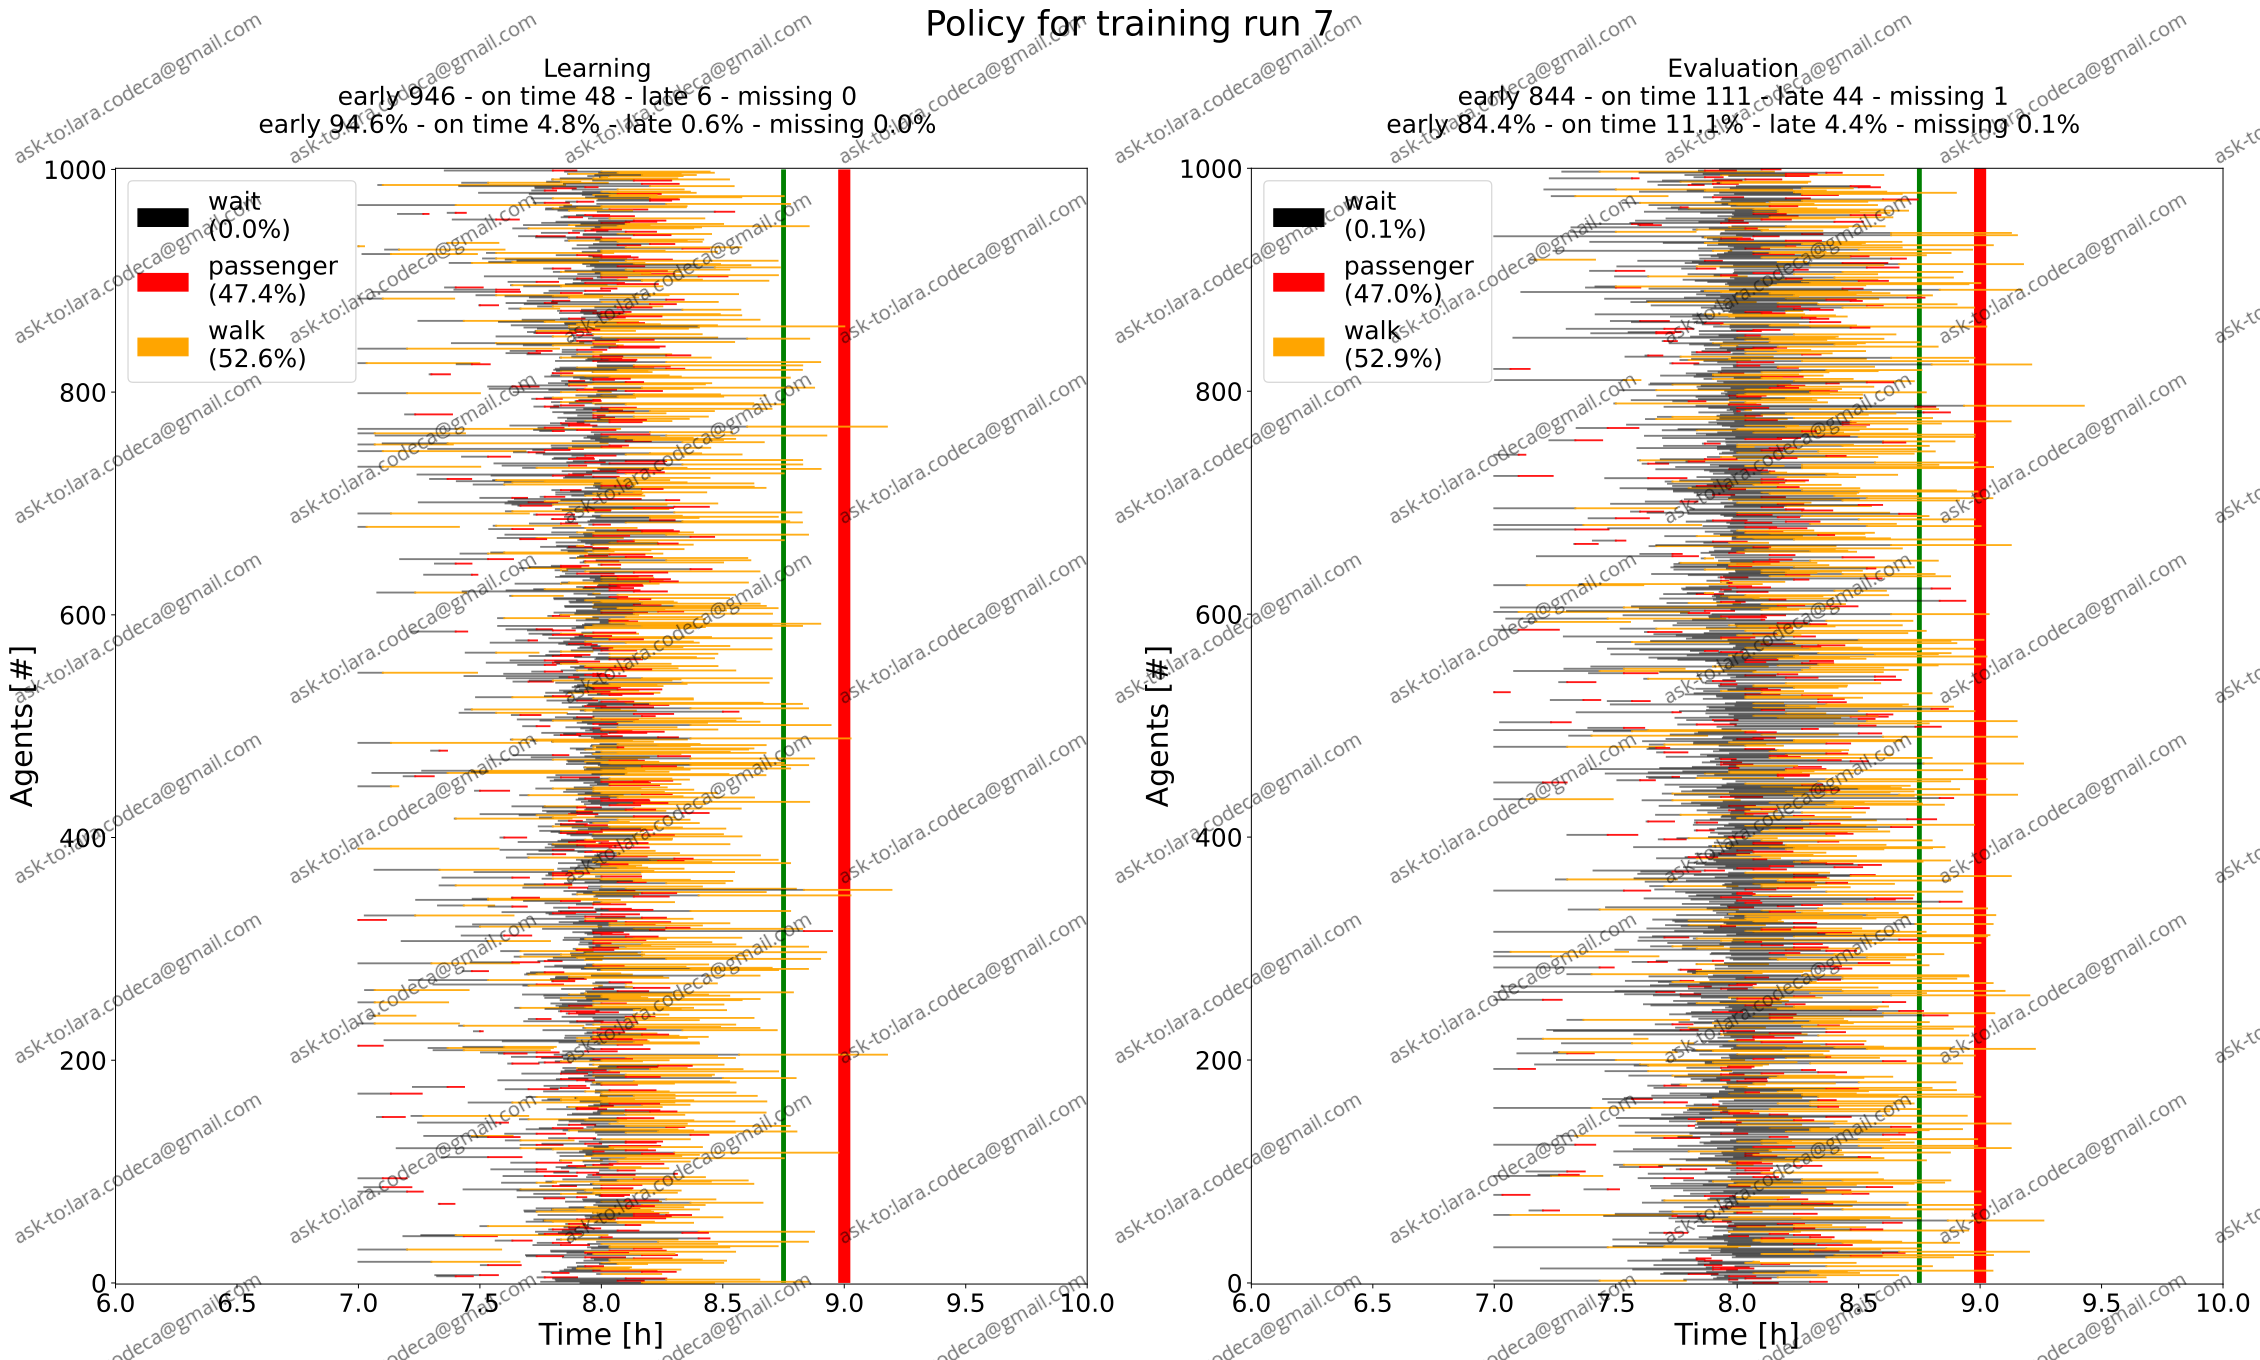 Policy for training run 7
Learning
early 946 - on time 48 - late 6 - missing 0
early 94.6% - on time 4.8% - late 0.6% - missing 0.0%
1000
800
600
400
200
0
Agents [#]
wait
(0.0%)
passenger
(47.4%)
walk
(52.6%)
6.0 6.5 7.0 7.5 8.0 8.5 9.0 9.5 10.0
Time [h]
Evaluation
early 844 - on time 111 - late 44 - missing 1
early 84.4% - on time 11.1% - late 4.4% - missing 0.1%
1000
800
600
400
200
0
Agents [#]
wait
(0.1%)
passenger
(47.0%)
walk
(52.9%)
6.0 6.5 7.0 7.5 8.0 8.5 9.0 9.5 10.0
Time [h]
ask-to:lara.codeca@gmail.com